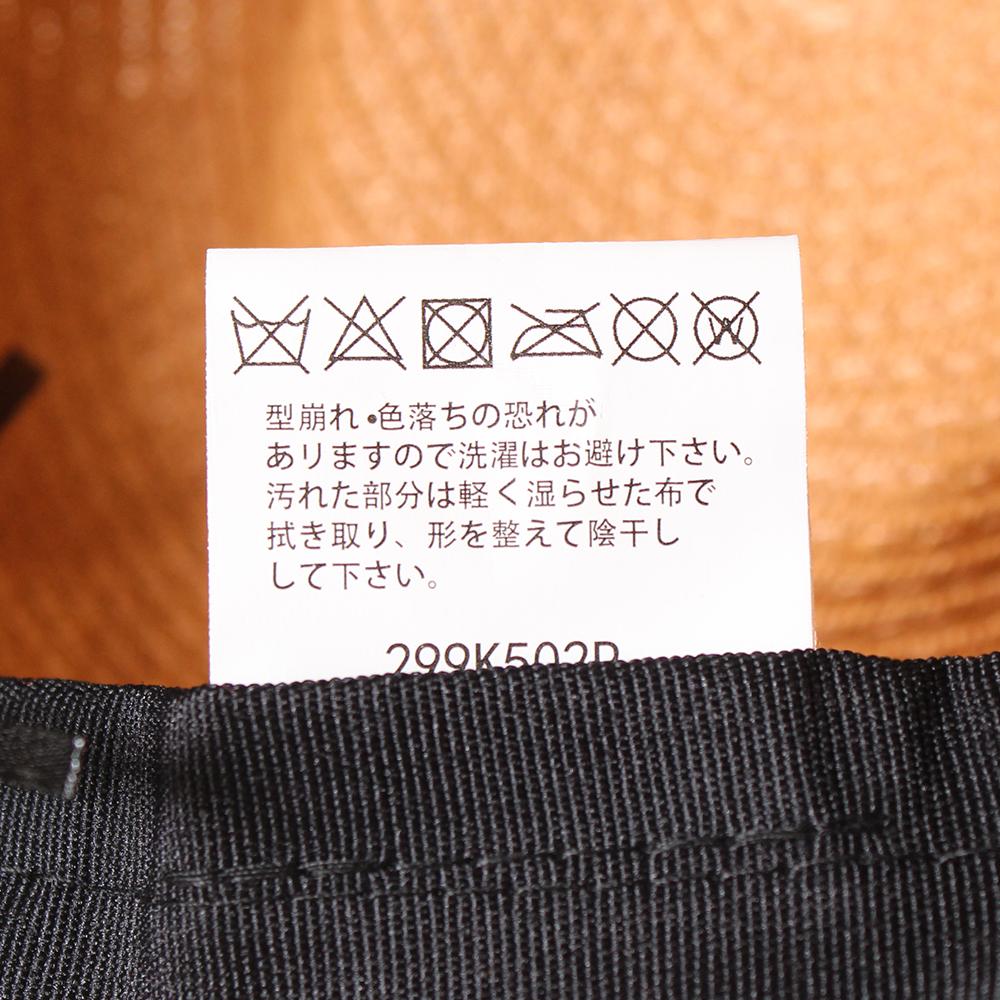 型崩れ•色落ちの恐れが
ありますので洗濯はお避け下さい。
汚れた部分は軽く湿らせた布で
拭き取り、形を整えて陰干し
して下さい。